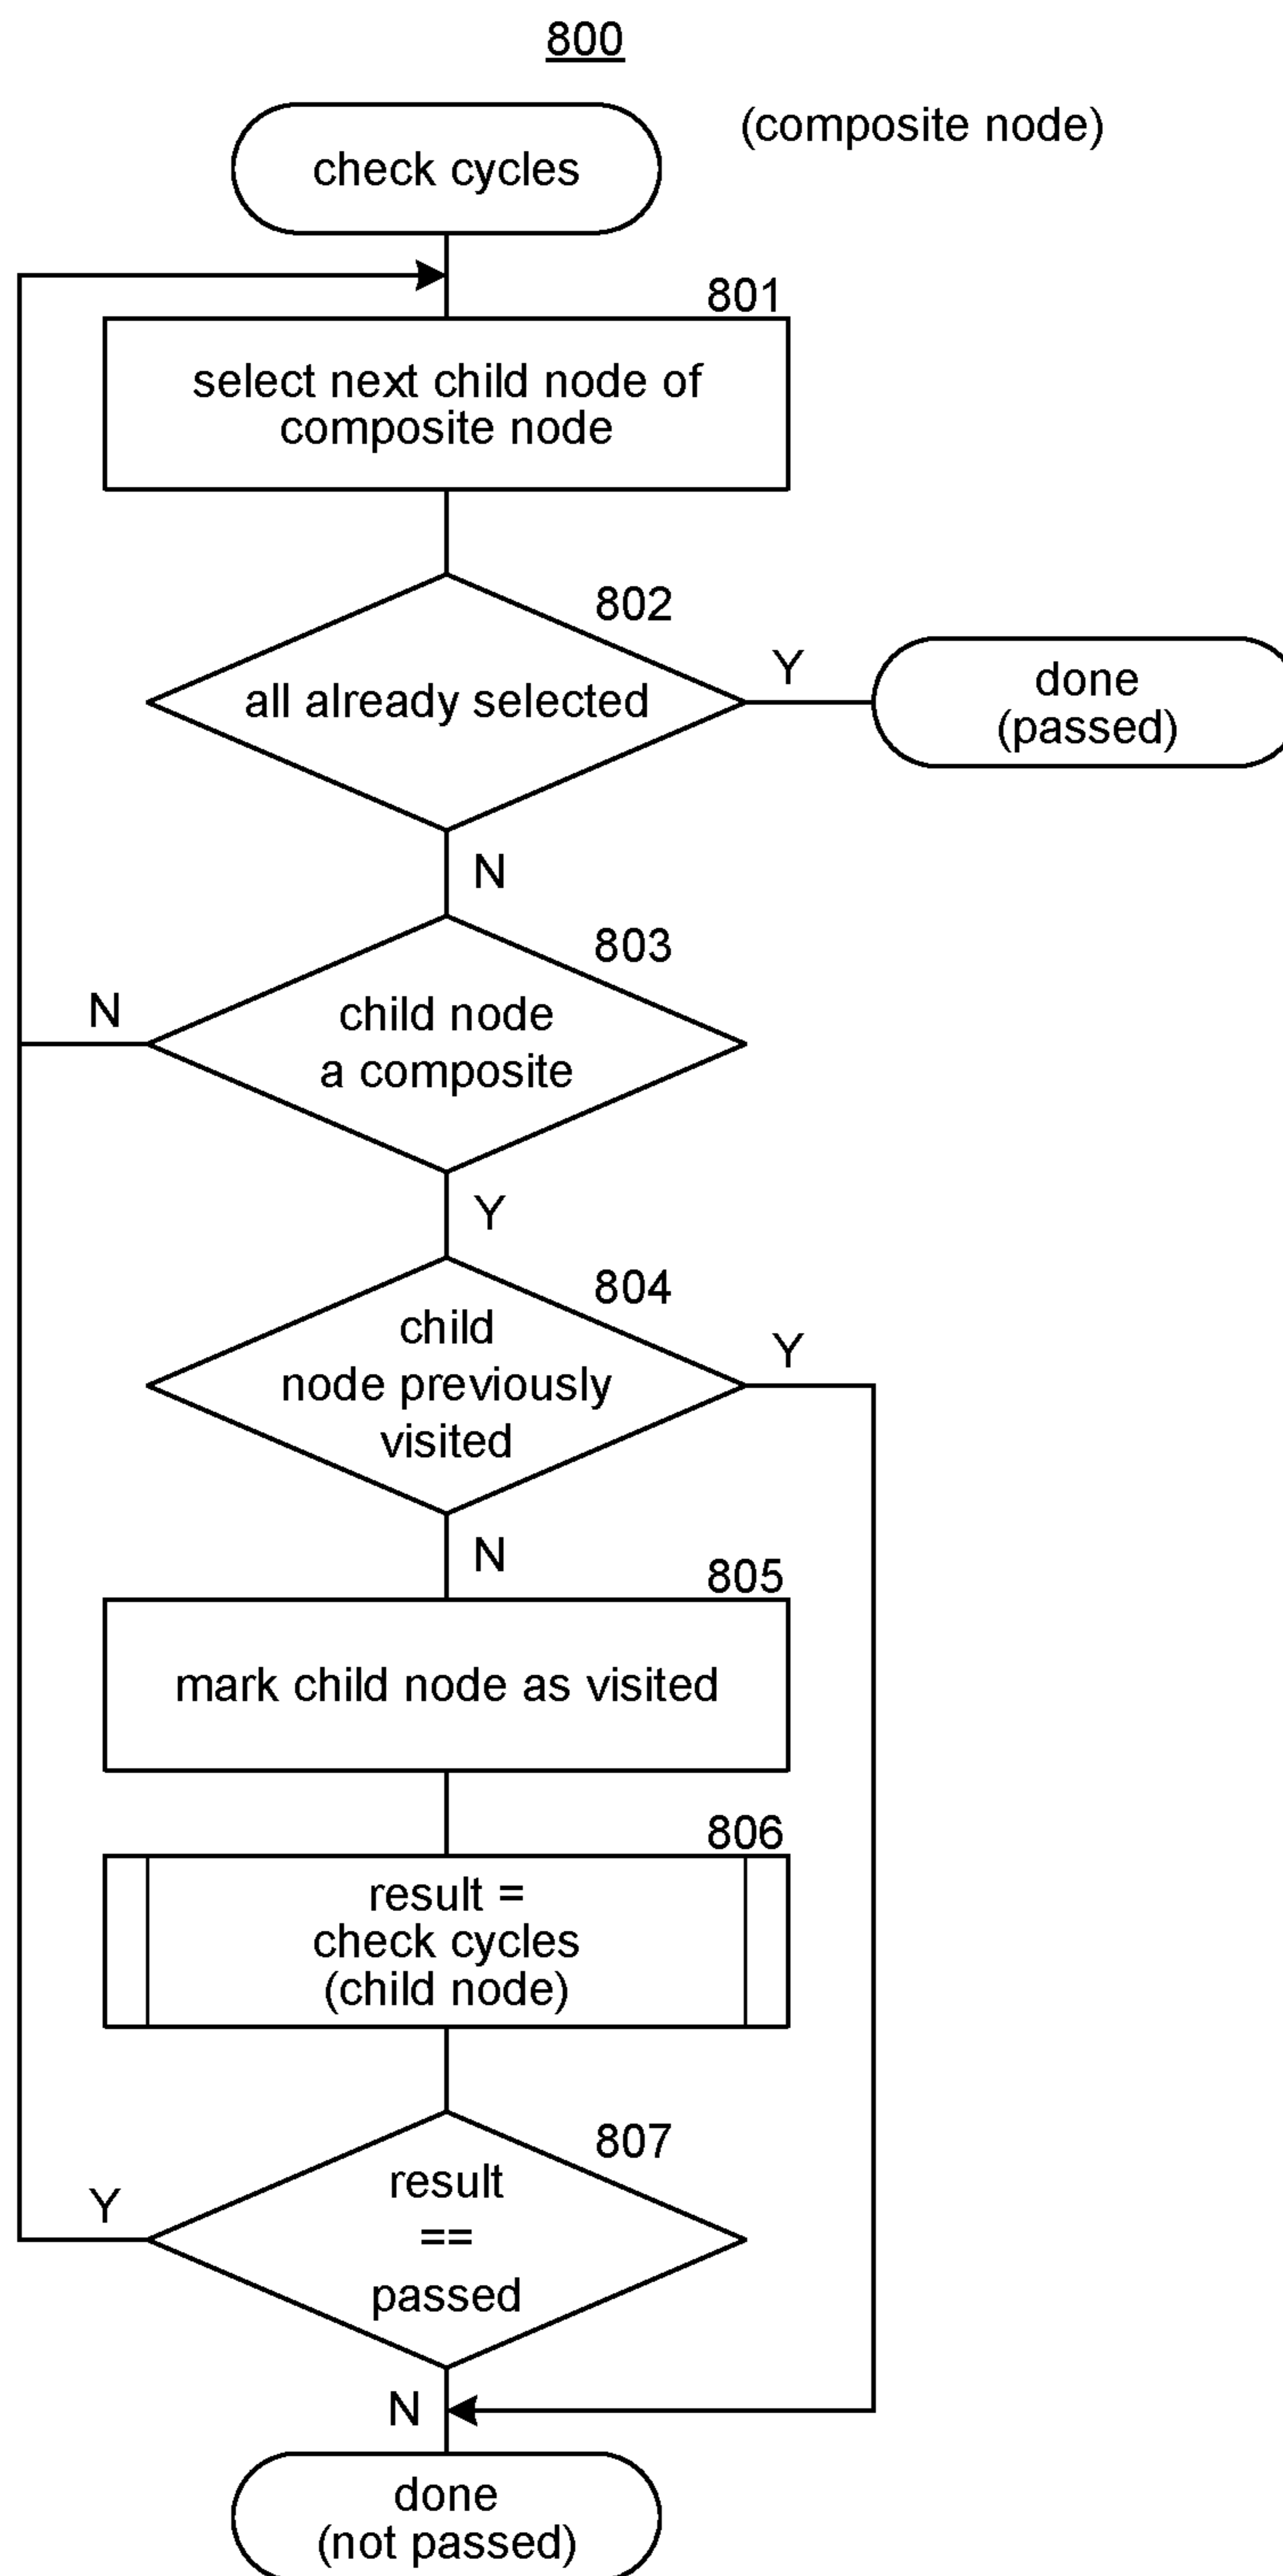 800
(composite node)
check cycles
801
select next child node of
composite node
802
all already selected
Y
done
(passed)
N
803
child node
a composite
N
Y
804
child
node previously
visited
Y
N
805
mark child node as visited
806
result =
check cycles
(child node)
807
result
==
passed
Y
N
done
(not passed)